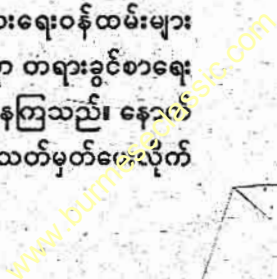 းရေးဝန်ထမ်းများ
တရားခွင်စာရေး
နေကြသည်။ နောက်
သတ်မှတ်ပေးလိုက်
www.burmeseclassic.com